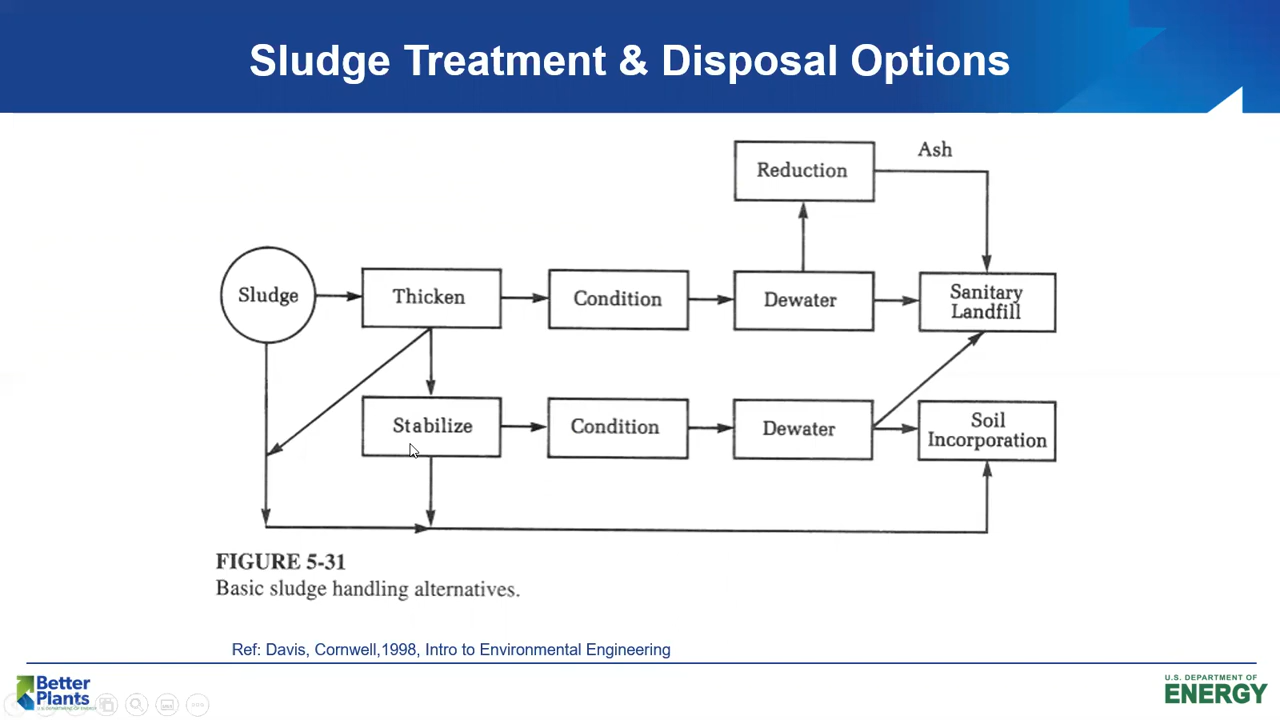 Sludge Treatment & Disposal Options
Reduction
Ash
Sludge
Thicken
Condition
Dewater
Sanitary
Landfill
Stabilize
Condition
Dewater
Soil
Incorporation
FIGURE 5-31
Basic sludge handling alternatives.
Ref: Davis, Cornwell,1998, Intro to Environmental Engineering
Better
Plants
U.S. DEPARTMENT OF
ENERGY